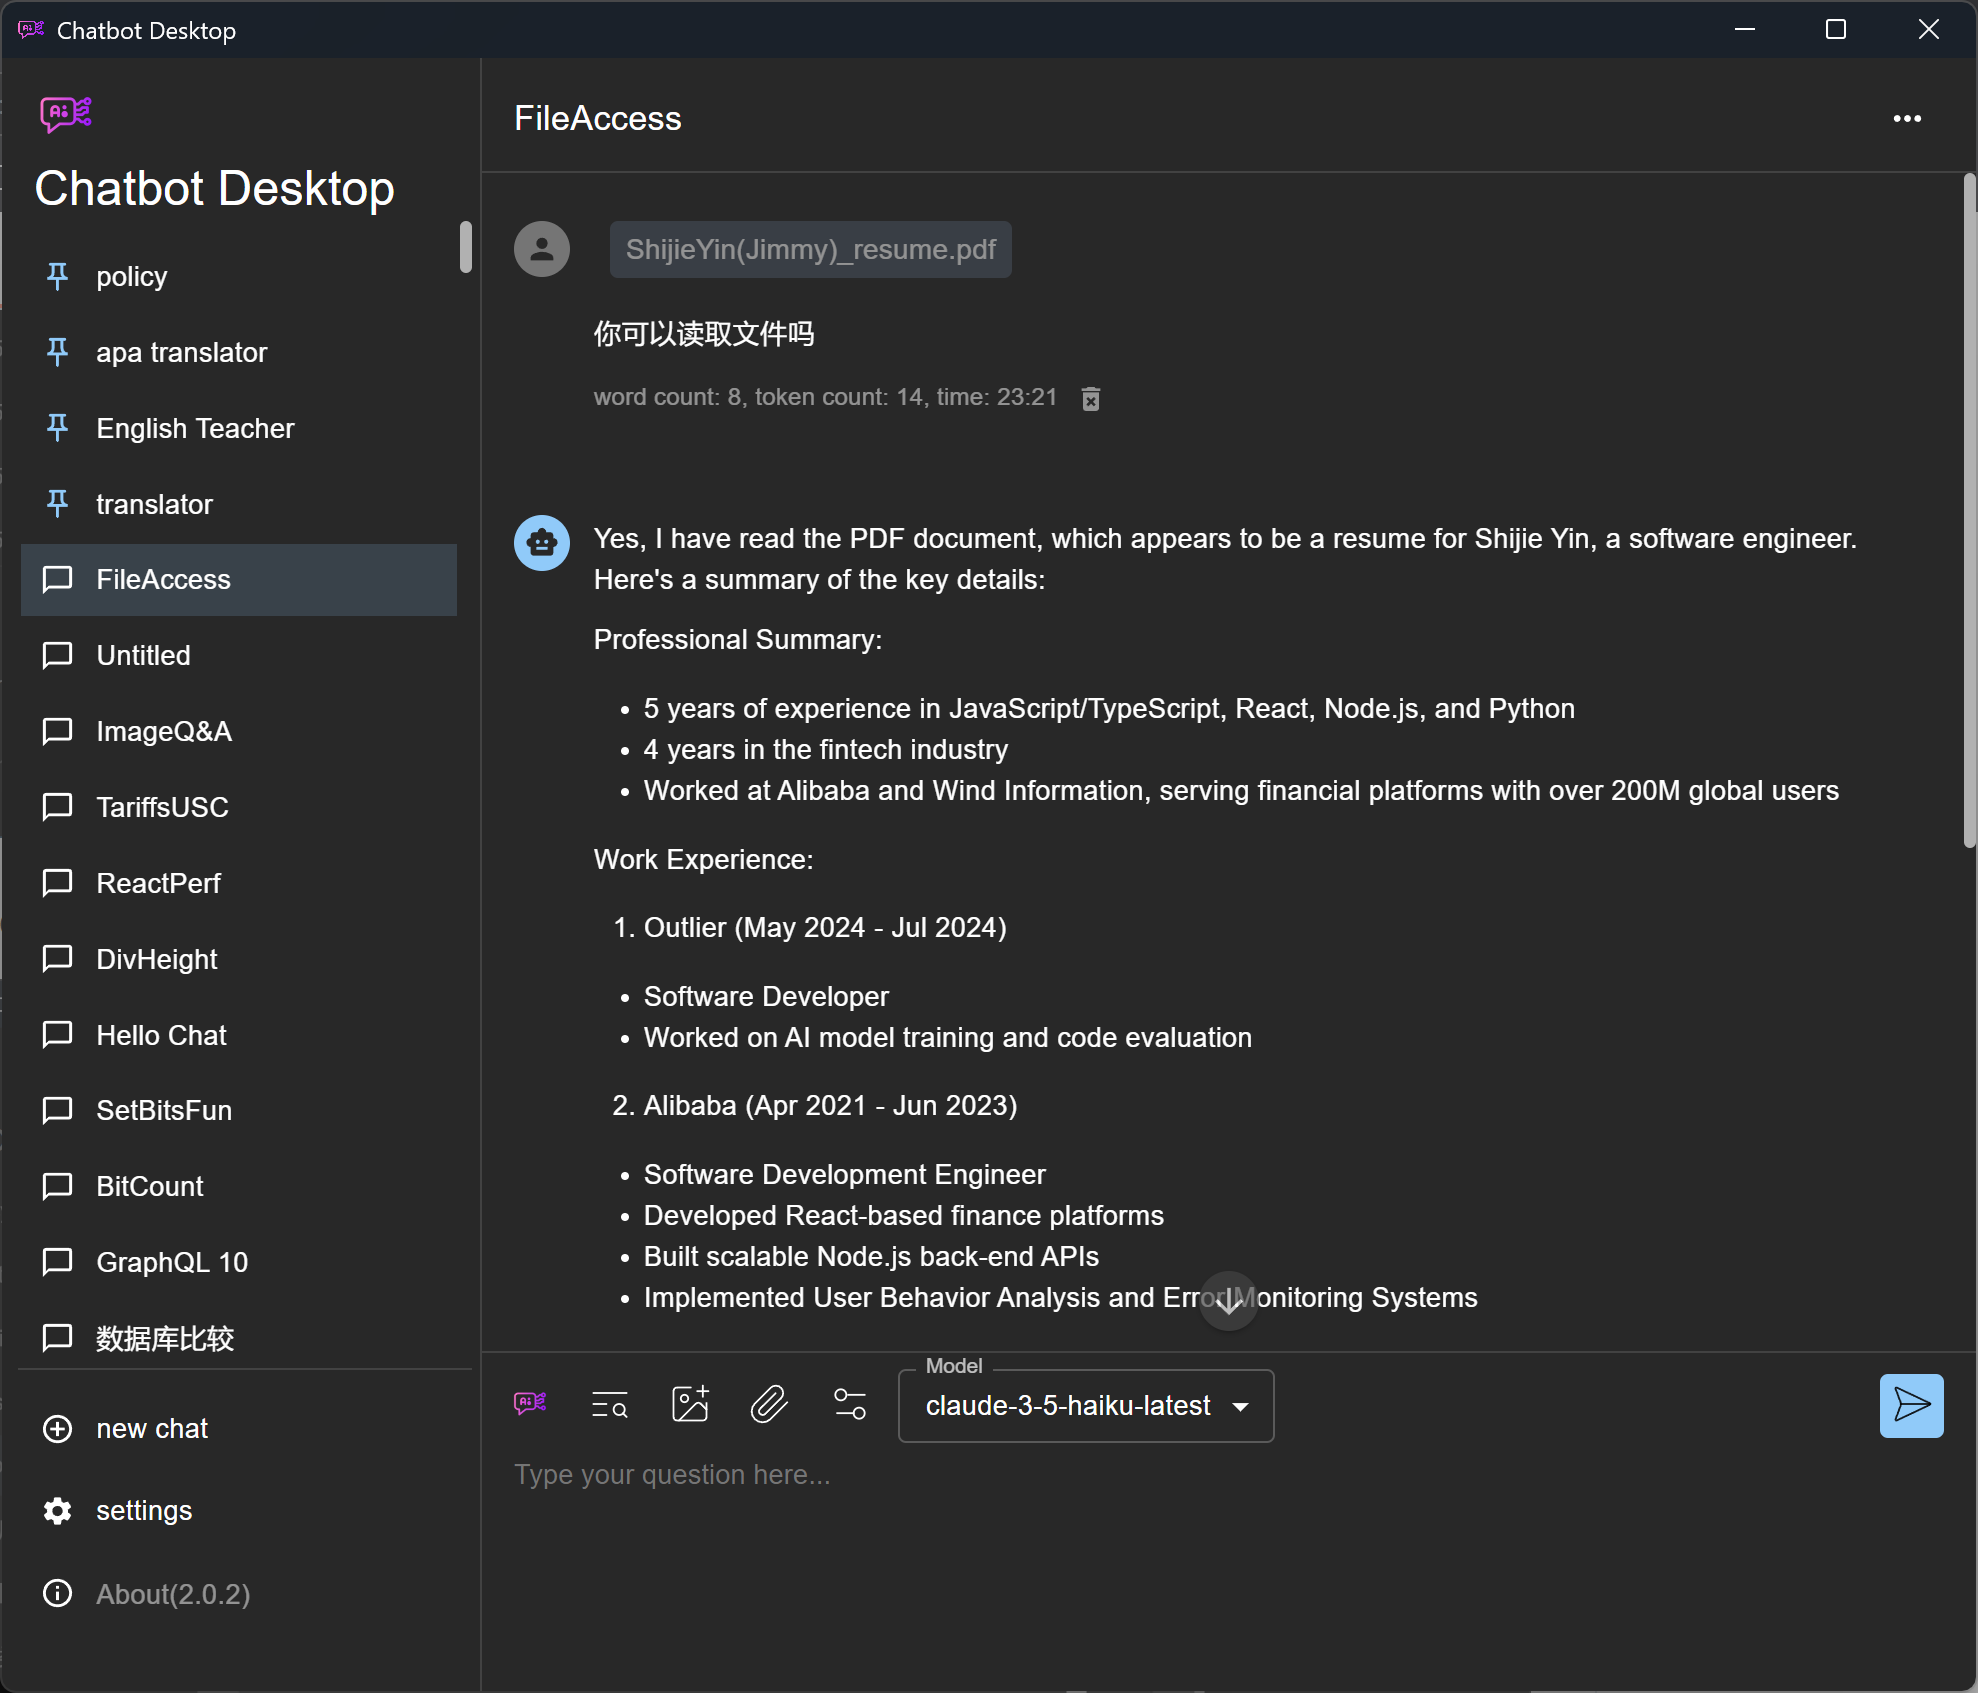 Chatbot Desktop
Chatbot Desktop
policy
apa translator
English Teacher
translator
FileAccess
Untitled
ImageQ&A
TariffsUSC
ReactPerf
DivHeight
Hello Chat
SetBitsFun
BitCount
GraphQL 10
数据库比较
new chat
settings
About(2.0.2)
FileAccess
ShijieYin(Jimmy)_resume.pdf
你可以读取文件吗
word count: 8, token count: 14, time: 23:21
Yes, I have read the PDF document, which appears to be a resume for Shijie Yin, a software engineer.
Here's a summary of the key details:
Professional Summary:
• 5 years of experience in JavaScript/TypeScript, React, Node.js, and Python
• 4 years in the fintech industry
• Worked at Alibaba and Wind Information, serving financial platforms with over 200M global users
Work Experience:
1. Outlier (May 2024 - Jul 2024)
• Software Developer
• Worked on AI model training and code evaluation
2. Alibaba (Apr 2021 - Jun 2023)
• Software Development Engineer
• Developed React-based finance platforms
• Built scalable Node.js back-end APIs
• Implemented User Behavior Analysis and Error Monitoring Systems
Model
claude-3-5-haiku-latest
Type your question here...